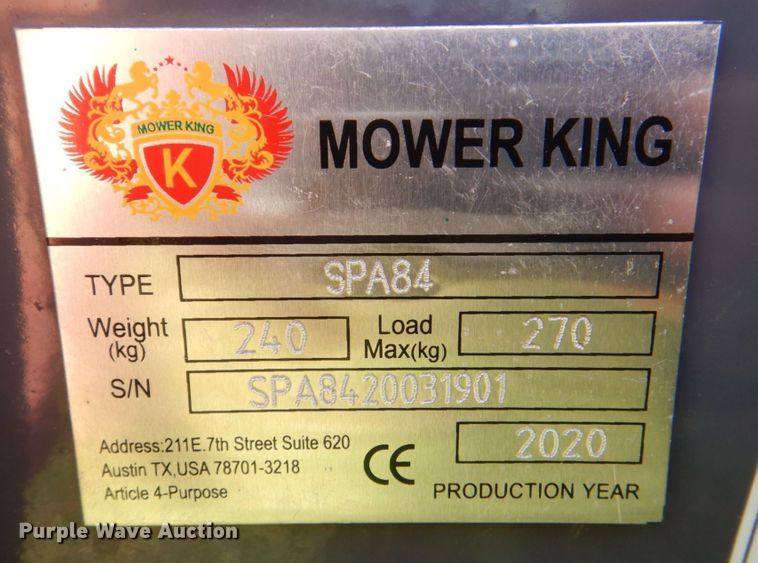 MOWER KING
K
MOWER KING
TYPE SPA84
Weight (kg) 240 Load Max(kg) 270
S/N SPA8420031901
Address:211E.7th Street Suite 620
Austin TX,USA 78701-3218
Article 4-Purpose
CE
2020
PRODUCTION YEAR
Purple Wave Auction